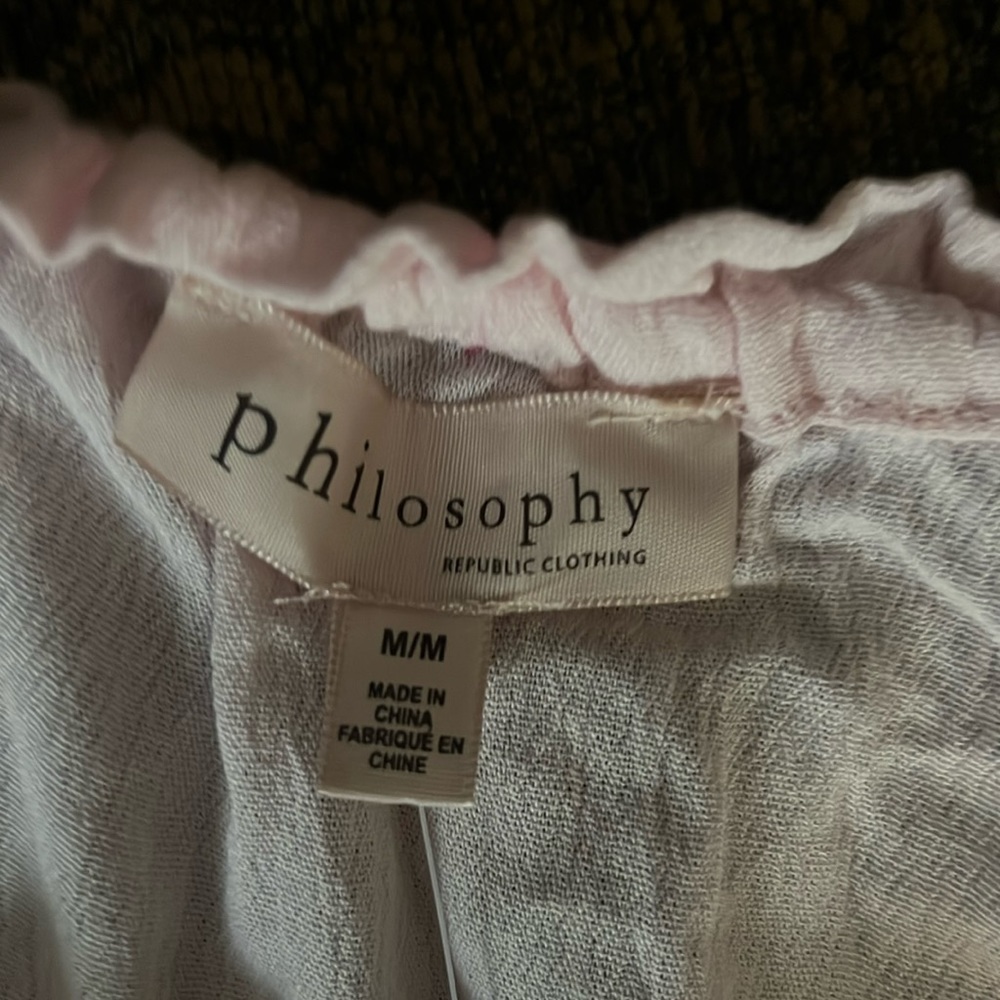 philosophy
REPUBLIC CLOTHING
M/M
MADE IN
CHINA
FABRIQUÉ EN
CHINE